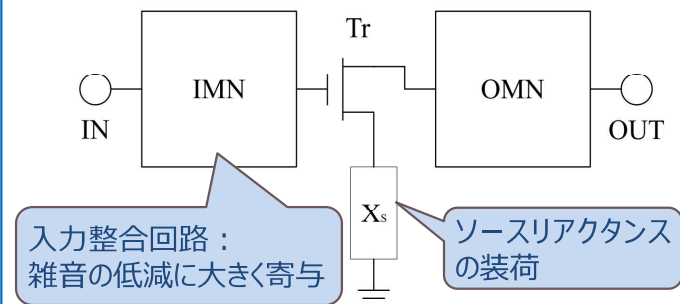 Tr
IMN
OMN
IN
OUT
Xs
入力整合回路：
雑音の低減に大きく寄与
ソースリアクタンス
の装荷